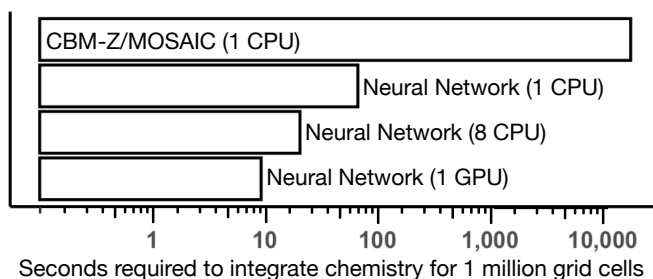 CBM-Z/MOSAIC (1 CPU)
Neural Network (1 CPU)
Neural Network (8 CPU)
Neural Network (1 GPU)
1 10 100 1,000 10,000
Seconds required to integrate chemistry for 1 million grid cells